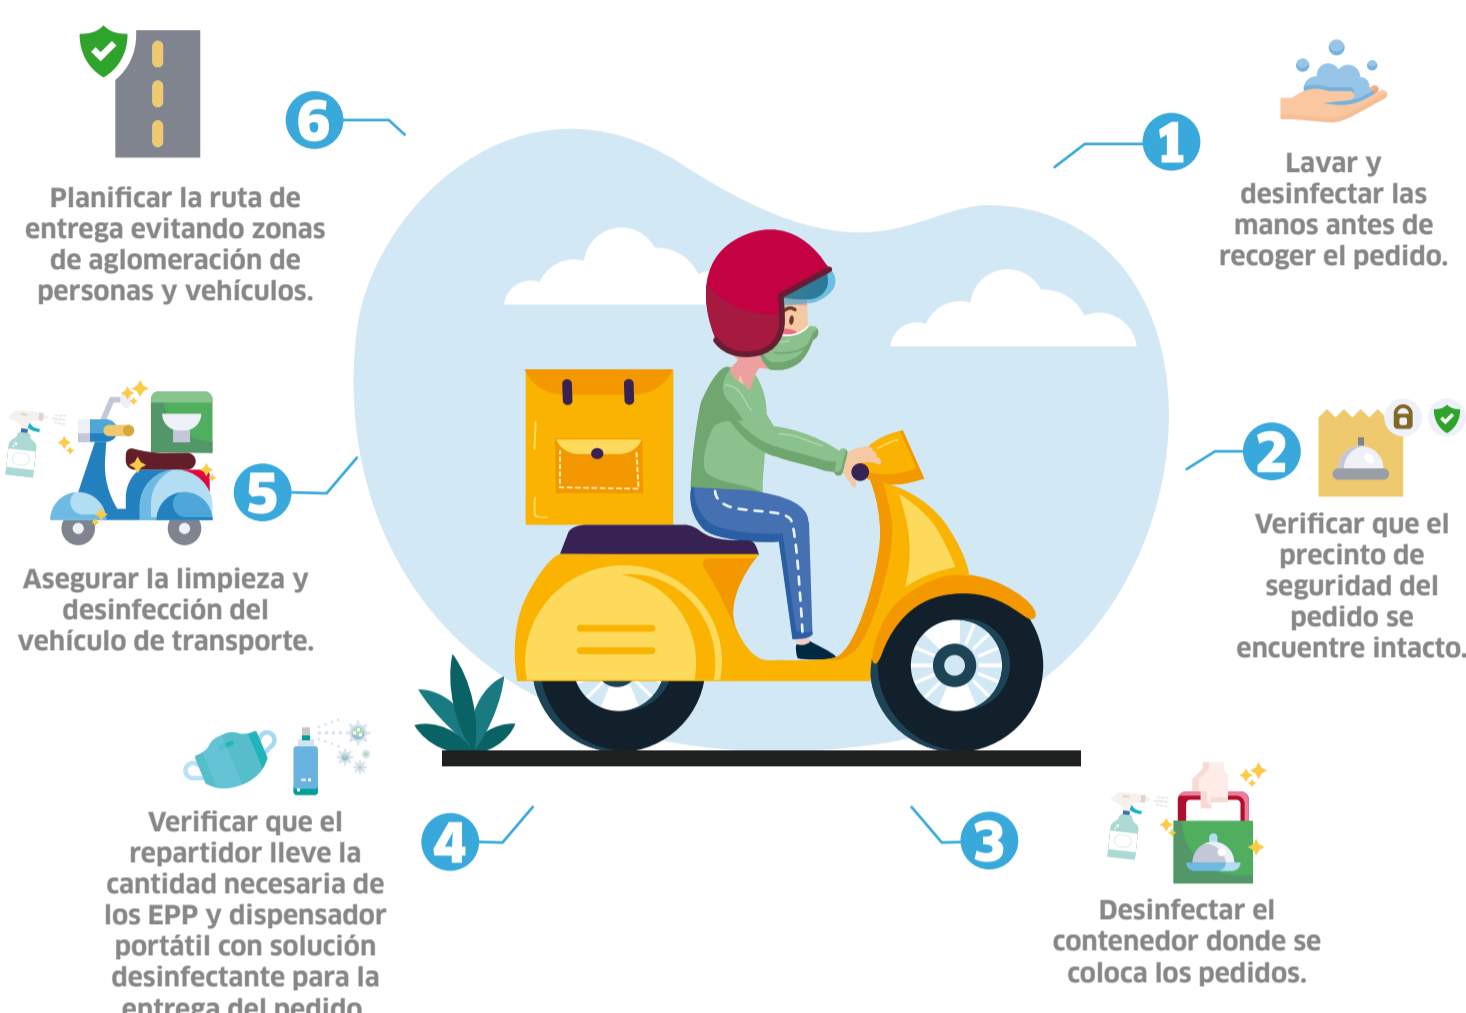 1
Lavar y
desinfectar las
manos antes de
recoger el pedido.
2
Verificar que el
precinto de
seguridad del
pedido se
encuentre intacto.
3
Desinfectar el
contenedor donde se
coloca los pedidos.
4
Verificar que el
repartidor lleve la
cantidad necesaria de
los EPP y dispensador
portátil con solución
desinfectante para la
entrega del pedido
5
Asegurar la limpieza y
desinfección del
vehículo de transporte.
6
Planificar la ruta de
entrega evitando zonas
de aglomeración de
personas y vehículos.